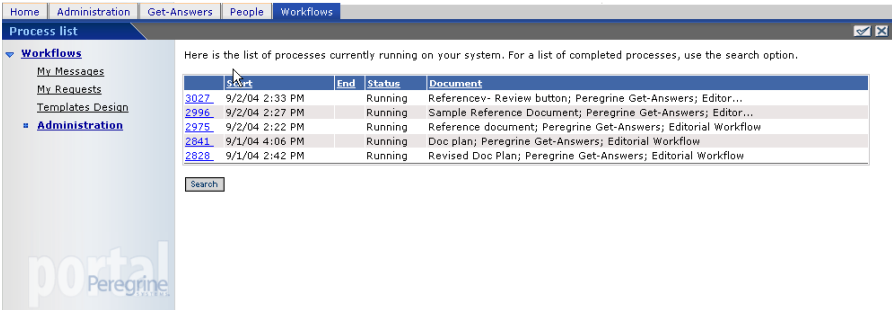 Home Administration Get-Answers People Workflows
Process list
Workflows
My Messages
My Requests
Templates Design
Administration
Here is the list of processes currently running on your system. For a list of completed processes, use the search option.
Start End Status Document
3027 9/2/04 2:33 PM Running Referencev- Review button; Peregrine Get-Answers; Editor...
2996 9/2/04 2:27 PM Running Sample Reference Document; Peregrine Get-Answers; Editor...
2975 9/2/04 2:22 PM Running Reference document; Peregrine Get-Answers; Editorial Workflow
2841 9/1/04 4:06 PM Running Doc plan; Peregrine Get-Answers; Editorial Workflow
2828 9/1/04 2:42 PM Running Revised Doc Plan; Peregrine Get-Answers; Editorial Workflow
Search
portal
Peregrine